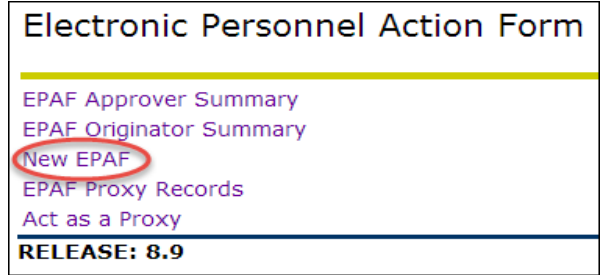 Electronic Personnel Action Form
EPAF Approver Summary
EPAF Originator Summary
New EPAF
EPAF Proxy Records
Act as a Proxy
RELEASE: 8.9